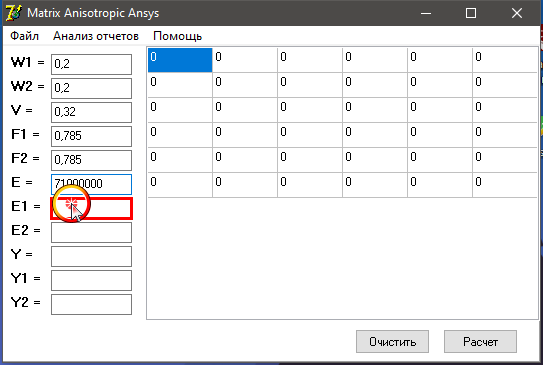 Matrix Anisotropic Ansys
Файл Анализ отчетов Помощь
W1 = 0,2
W2 = 0,2
V = 0,32
F1 = 0,785
F2 = 0,785
E = 71000000
E1 =
E2 =
Y =
Y1 =
Y2 =
0 0 0 0 0 0
0 0 0 0 0 0
0 0 0 0 0 0
0 0 0 0 0 0
0 0 0 0 0 0
0 0 0 0 0 0
Очистить Расчет